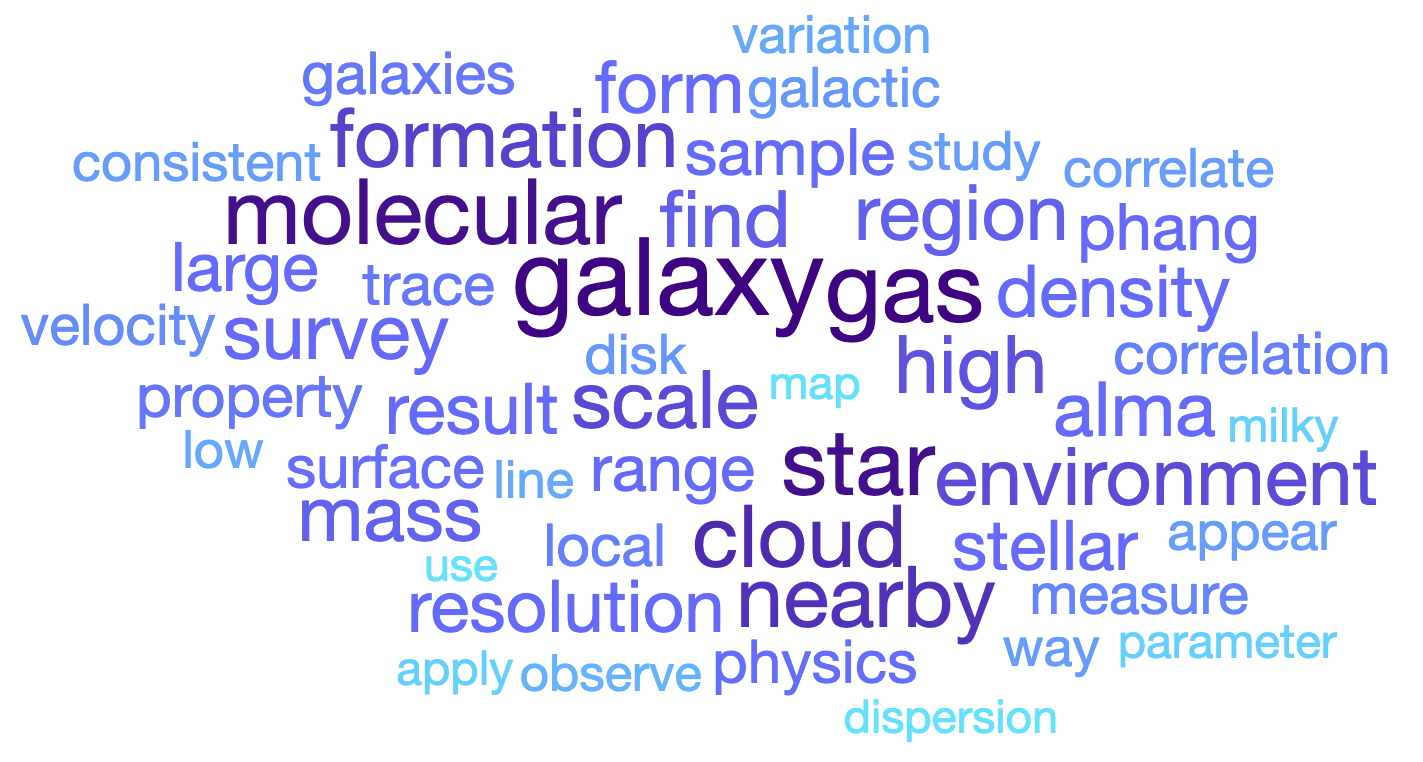 variation
galaxies form galactic
formation sample study
consistent correlate
molecular find region phang
large trace galaxy gas density
velocity survey disk high correlation
property result scale map alma milky
low surface line range star environment
mass cloud stellar appear
use local
resolution nearby measure
apply observe physics way parameter
dispersion